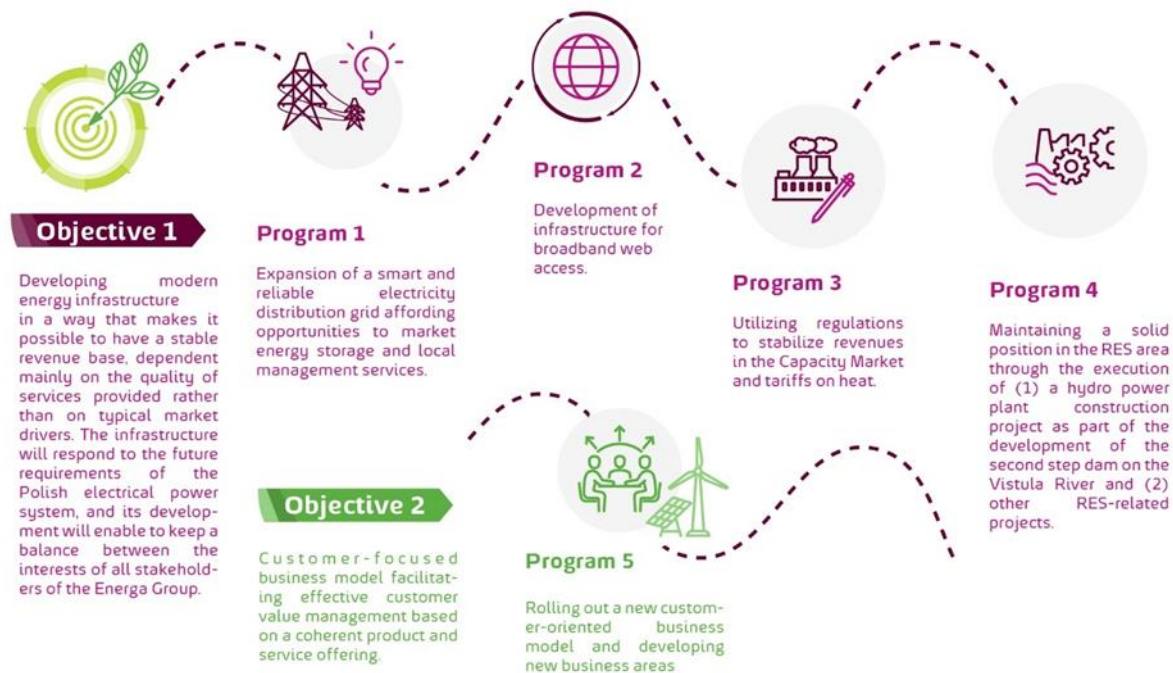 Objective 1
Developing modern
energy infrastructure
in a way that makes it
possible to have a stable
revenue base, dependent
mainly on the quality of
services provided rather
than on typical market
drivers. The infrastructure
will respond to the future
requirements of the
Polish electrical power
system, and its develop-
ment will enable to keep a
balance between the
interests of all stakehold-
ers of the Energa Group.
Program 1
Expansion of a smart and
reliable electricity
distribution grid affording
opportunities to market
energy storage and local
management services.
Program 2
Development of
infrastructure for
broadband web
access.
Program 3
Utilizing regulations
to stabilize revenues
in the Capacity Market
and tariffs on heat.
Program 4
Maintaining a solid
position in the RES area
through the execution
of (1) a hydro power
plant construction
project as part of the
development of the
second step dam on the
Vistula River and (2)
other RES-related
projects.
Objective 2
Customer-focused
business model facilitat-
ing effective customer
value management based
on a coherent product and
service offering.
Program 5
Rolling out a new custom-
er-oriented business
model and developing
new business areas